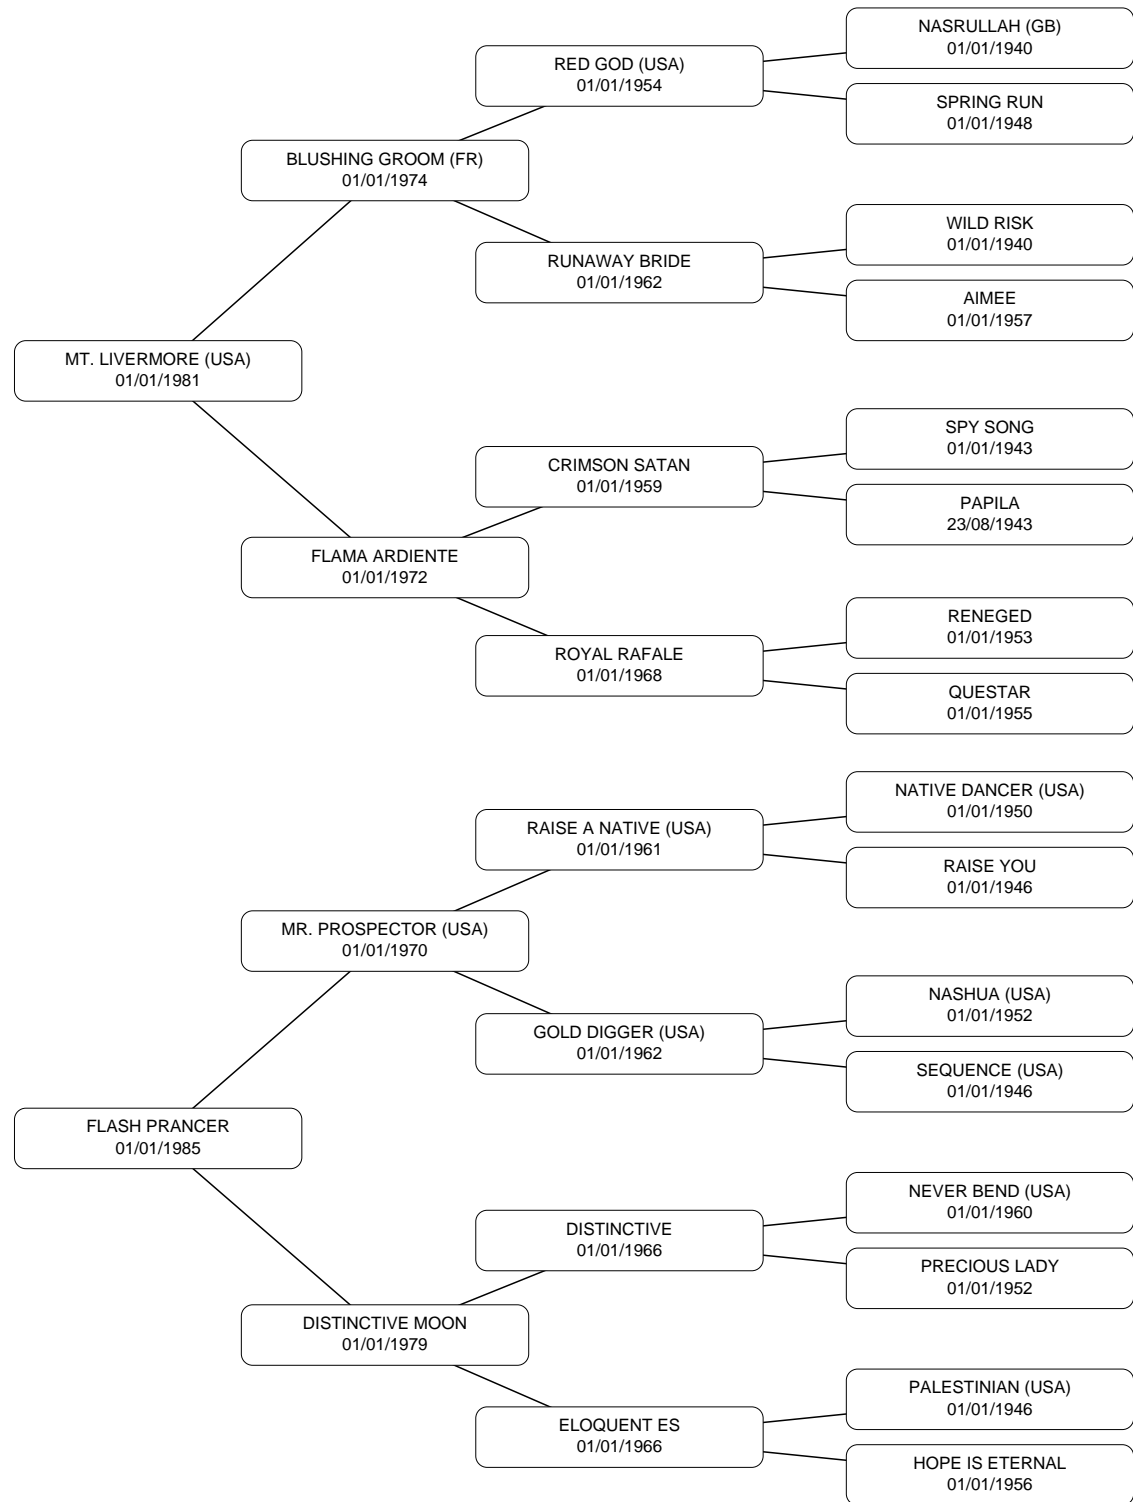 NASRULLAH (GB)
01/01/1940
RED GOD (USA)
01/01/1954
SPRING RUN
01/01/1948
BLUSHING GROOM (FR)
01/01/1974
WILD RISK
01/01/1940
RUNAWAY BRIDE
01/01/1962
AIMEE
01/01/1957
MT. LIVERMORE (USA)
01/01/1981
SPY SONG
01/01/1943
CRIMSON SATAN
01/01/1959
PAPILA
23/08/1943
FLAMA ARDIENTE
01/01/1972
RENEGED
01/01/1953
ROYAL RAFALE
01/01/1968
QUESTAR
01/01/1955
NATIVE DANCER (USA)
01/01/1950
RAISE A NATIVE (USA)
01/01/1961
RAISE YOU
01/01/1946
MR. PROSPECTOR (USA)
01/01/1970
NASHUA (USA)
01/01/1952
GOLD DIGGER (USA)
01/01/1962
SEQUENCE (USA)
01/01/1946
FLASH PRANCER
01/01/1985
NEVER BEND (USA)
01/01/1960
DISTINCTIVE
01/01/1966
PRECIOUS LADY
01/01/1952
DISTINCTIVE MOON
01/01/1979
PALESTINIAN (USA)
01/01/1946
ELOQUENT ES
01/01/1966
HOPE IS ETERNAL
01/01/1956